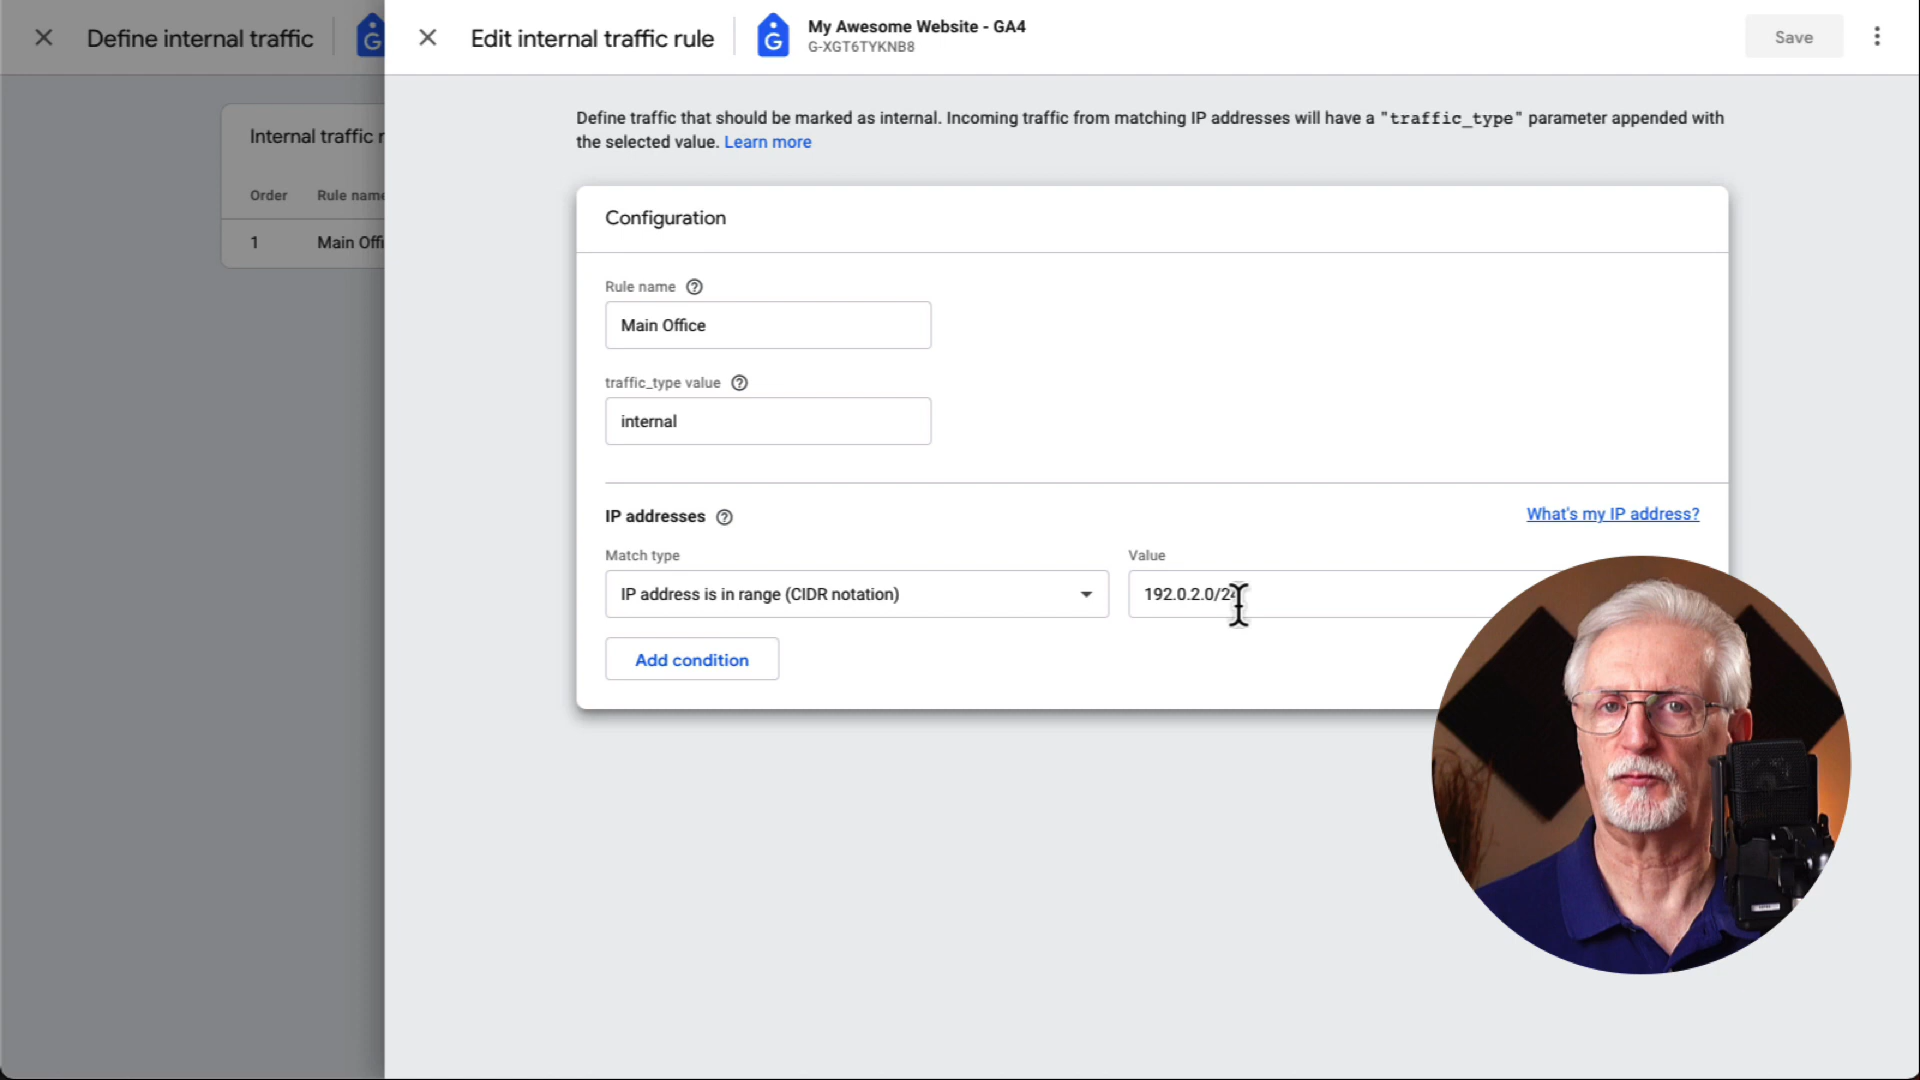 Define internal traffic
Edit internal traffic rule
My Awesome Website - GA4
G-XGT6TYKNB8
Save
Define traffic that should be marked as internal. Incoming traffic from matching IP addresses will have a "traffic_type" parameter appended with
the selected value. Learn more
Internal traffic
Order Rule name
1 Main
Configuration
Rule name
Main Office
traffic_type value
internal
IP addresses
What's my IP address?
Match type
Value
IP address is in range (CIDR notation)
192.0.2.0/24
Add condition